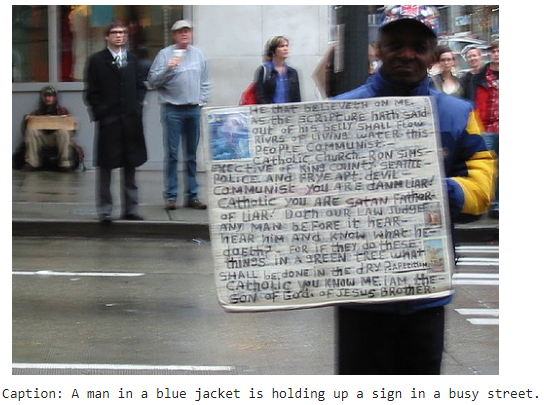 HE that BELIEVETH ON ME.
AS the SCRIPTURE hath said
out of his BELLY SHALL FLOW
RIVRS OF LIVING WATER this
PEOPLE COMMUNIST-
CATHOLIC CHURCH. RON SIMS-
EXECTIVE of KING COUNTY SEATTLE-
POLICE AND FRYE APt. DEVIL-
COMMUNIST YOU ARE DAMN LIAR!
CATHOLIC YOU ARE SATAN FATHER-
OF LIAR! DOTH OUR LAW JUDGE
ANY MAN BEFORE IT HEAR-
HEAR HIM AND KNOW WHAT HE-
DOETH? FOR IF they do these
things IN A GREEN TREE WHAT
SHALL be, done IN the dRY
CATHOLIC YOU KNOW ME. I AM the-
SON OF GOD. OF JESUS BROTHER.
Caption: A man in a blue jacket is holding up a sign in a busy street.